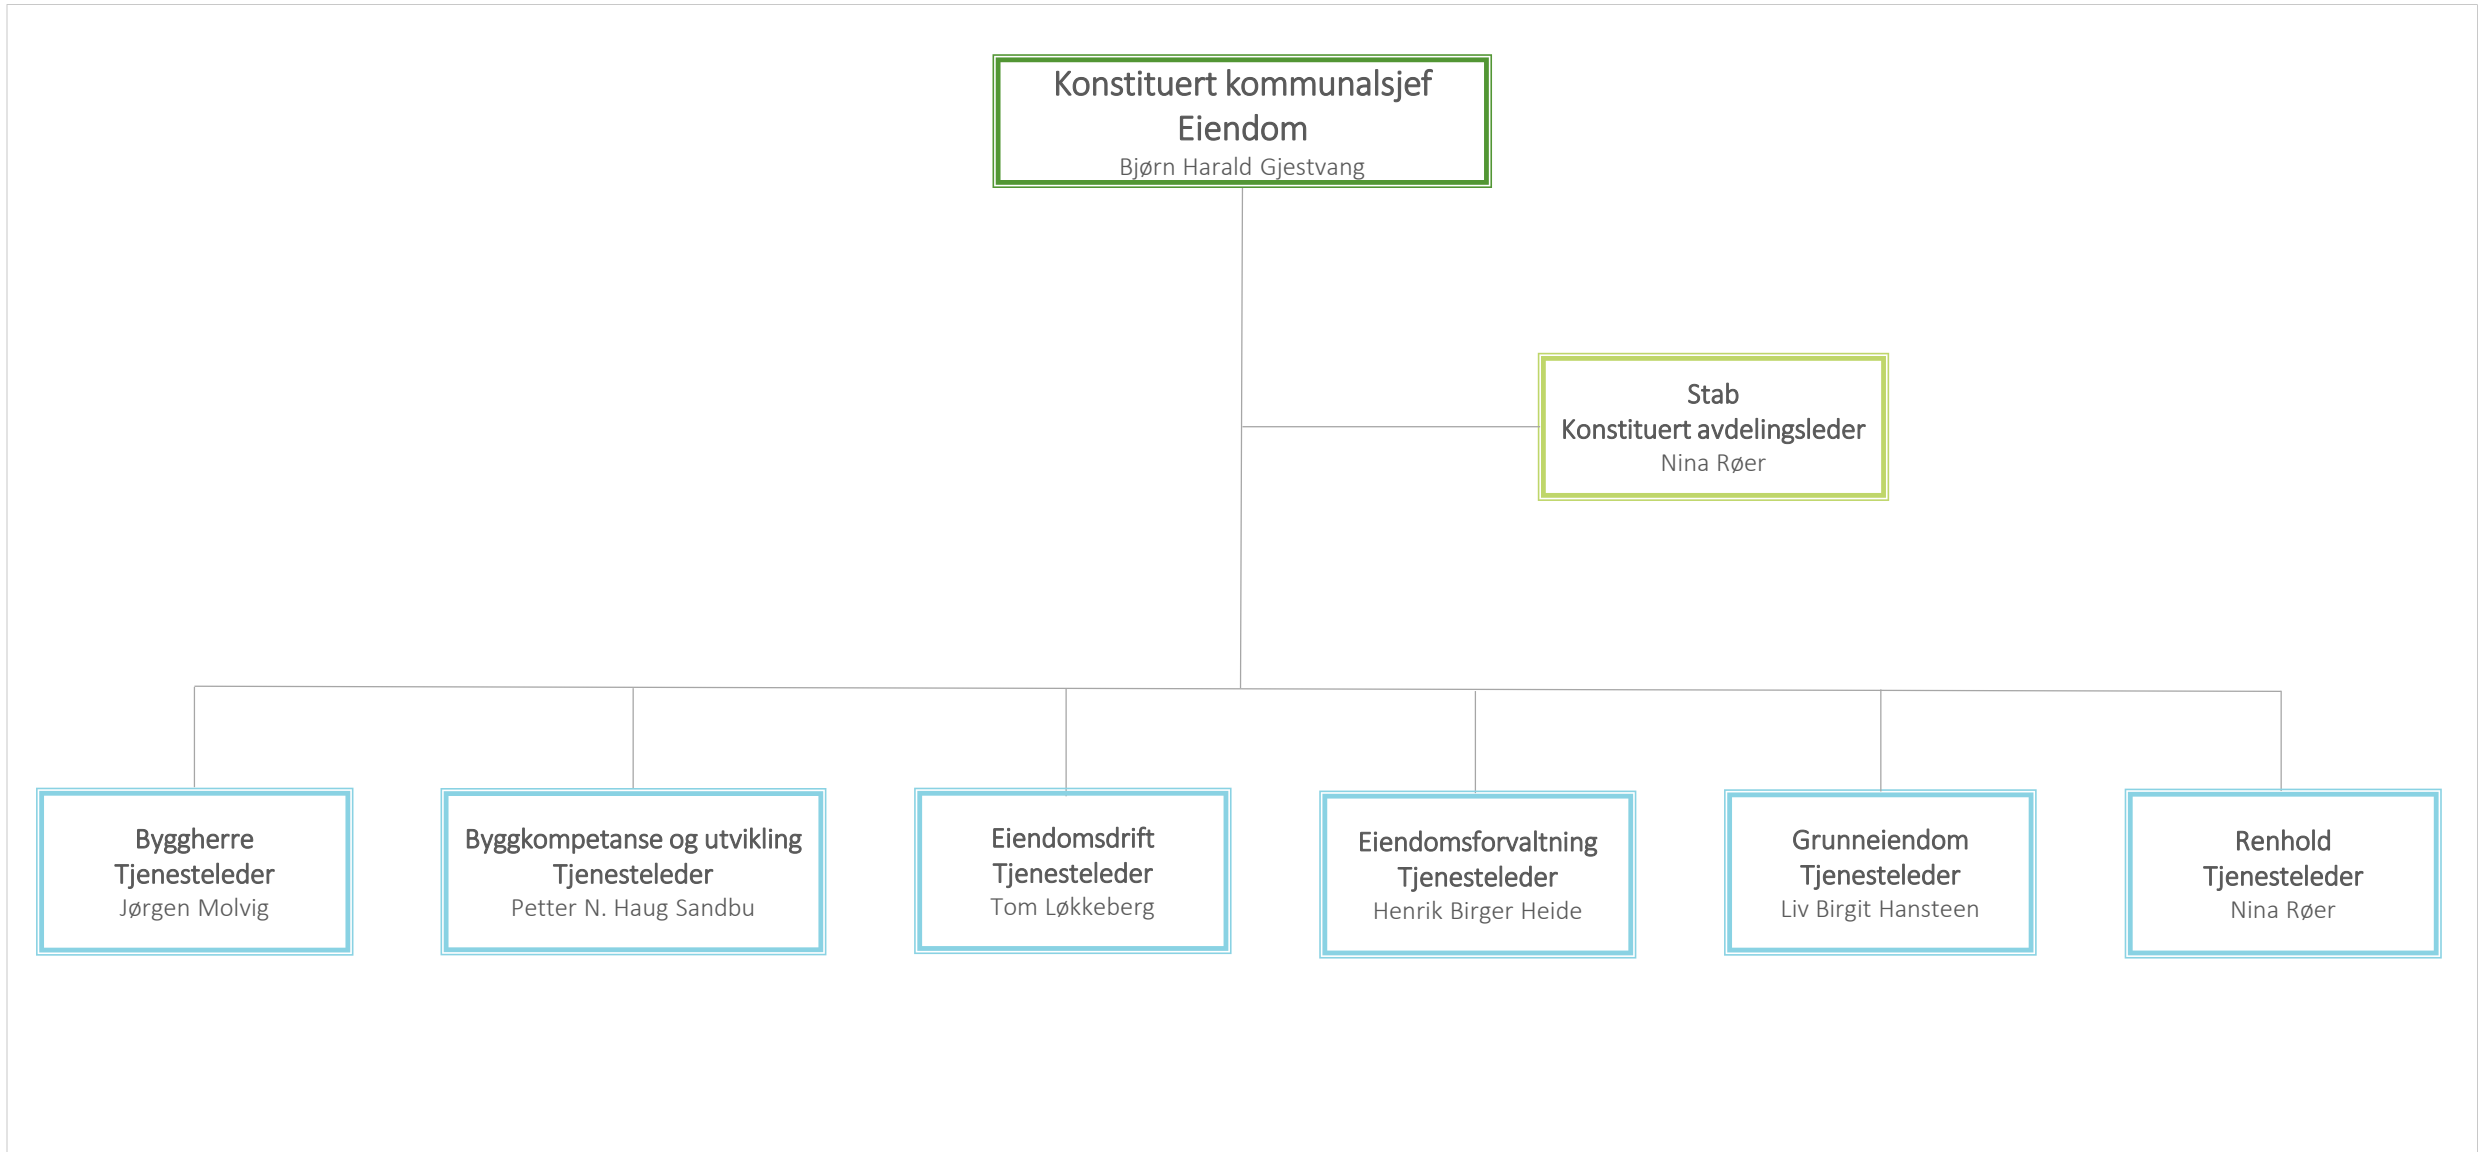 Konstituert kommunalsjef
Eiendom
Bjørn Harald Gjestvang
Stab
Konstituert avdelingsleder
Nina Røer
Byggherre
Tjenesteleder
Jørgen Molvig
Byggkompetanse og utvikling
Tjenesteleder
Petter N. Haug Sandbu
Eiendomsdrift
Tjenesteleder
Tom Løkkeberg
Eiendomsforvaltning
Tjenesteleder
Henrik Birger Heide
Grunneiendom
Tjenesteleder
Liv Birgit Hansteen
Renhold
Tjenesteleder
Nina Røer